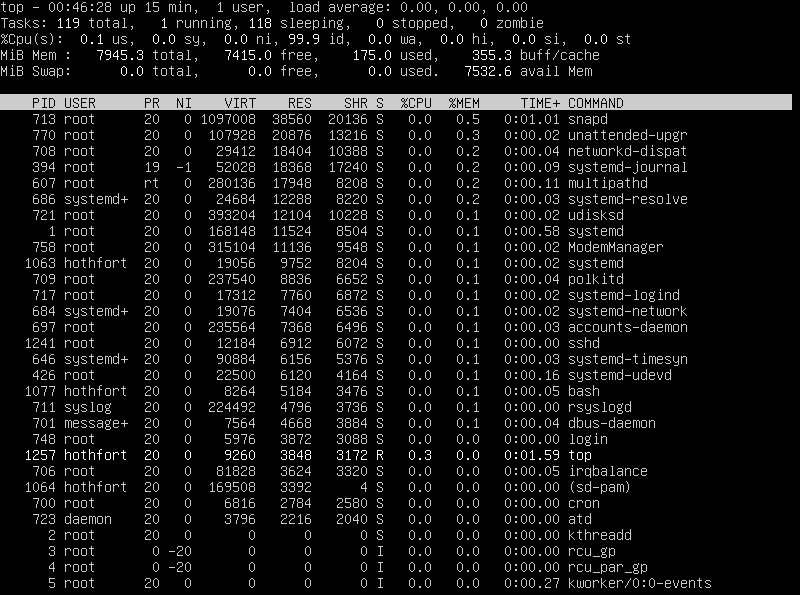 top - 00:46:28 up 15 min,  1 user,  load average: 0.00, 0.00, 0.00
Tasks: 119 total,   1 running, 118 sleeping,   0 stopped,   0 zombie
%Cpu(s):  0.1 us,  0.0 sy,  0.0 ni, 99.9 id,  0.0 wa,  0.0 hi,  0.0 si,  0.0 st
MiB Mem :   7945.3 total,   7415.0 free,    175.0 used,    355.3 buff/cache
MiB Swap:      0.0 total,      0.0 free,      0.0 used.   7532.6 avail Mem
PID USER      PR  NI    VIRT    RES    SHR S  %CPU  %MEM     TIME+ COMMAND
713 root      20   0 1097008  38560  20136 S   0.0   0.5   0:01.01 snapd
770 root      20   0  107928  20876  13216 S   0.0   0.3   0:00.02 unattended-upgr
708 root      20   0   29412  18404  10388 S   0.0   0.2   0:00.04 networkd-dispat
394 root      19  -1   52028  18368  17240 S   0.0   0.2   0:00.09 systemd-journal
607 root      rt   0  280136  17948   8208 S   0.0   0.2   0:00.11 multipathd
686 systemd+  20   0   24684  12288   8220 S   0.0   0.2   0:00.03 systemd-resolve
721 root      20   0  393204  12104  10228 S   0.0   0.1   0:00.02 udisksd
1 root      20   0  168148  11524   8504 S   0.0   0.1   0:00.58 systemd
758 root      20   0  315104  11136   9548 S   0.0   0.1   0:00.02 ModemManager
1063 hothfort  20   0   19056   9752   8204 S   0.0   0.1   0:00.02 systemd
709 root      20   0  237540   8836   6652 S   0.0   0.1   0:00.04 polkitd
717 root      20   0   17312   7760   6872 S   0.0   0.1   0:00.02 systemd-logind
684 systemd+  20   0   19076   7404   6536 S   0.0   0.1   0:00.02 systemd-network
697 root      20   0  235564   7368   6496 S   0.0   0.1   0:00.03 accounts-daemon
1241 root      20   0   12184   6912   6072 S   0.0   0.1   0:00.00 sshd
646 systemd+  20   0   90884   6156   5376 S   0.0   0.1   0:00.03 systemd-timesyn
426 root      20   0   22500   6120   4164 S   0.0   0.1   0:00.16 systemd-udevd
1077 hothfort  20   0    8264   5184   3476 S   0.0   0.1   0:00.05 bash
711 syslog    20   0  224492   4796   3736 S   0.0   0.1   0:00.00 rsyslogd
701 message+  20   0    7564   4668   3884 S   0.0   0.1   0:00.04 dbus-daemon
748 root      20   0    5976   3872   3088 S   0.0   0.0   0:00.00 login
1257 hothfort  20   0    9260   3848   3172 R   0.3   0.0   0:01.59 top
706 root      20   0   81828   3624   3320 S   0.0   0.0   0:00.05 irqbalance
1064 hothfort  20   0  169508   3392      4 S   0.0   0.0   0:00.00 (sd-pam)
700 root      20   0    6816   2784   2580 S   0.0   0.0   0:00.00 cron
723 daemon    20   0    3796   2216   2040 S   0.0   0.0   0:00.00 atd
2 root      20   0       0      0      0 S   0.0   0.0   0:00.00 kthreadd
3 root       0 -20       0      0      0 I   0.0   0.0   0:00.00 rcu_gp
4 root       0 -20       0      0      0 I   0.0   0.0   0:00.00 rcu_par_gp
5 root      20   0       0      0      0 I   0.0   0.0   0:00.27 kworker/0:0-events